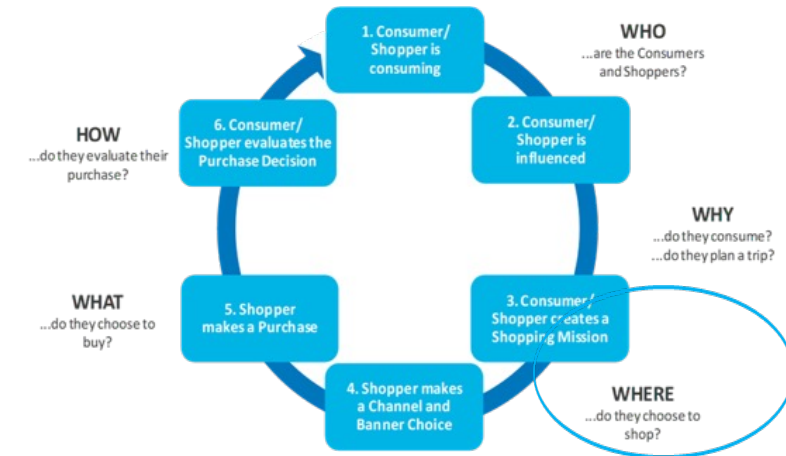 1. Consumer/
Shopper is
consuming
WHO
...are the Consumers
and Shoppers?
2. Consumer/
Shopper is
influenced
WHY
...do they consume?
...do they plan a trip?
3. Consumer/
Shopper creates a
Shopping Mission
WHERE
...do they choose to
shop?
4. Shopper makes
a Channel and
Banner Choice
5. Shopper
makes a Purchase
WHAT
...do they choose to
buy?
6. Consumer/
Shopper evaluates the
Purchase Decision
HOW
...do they evaluate their
purchase?